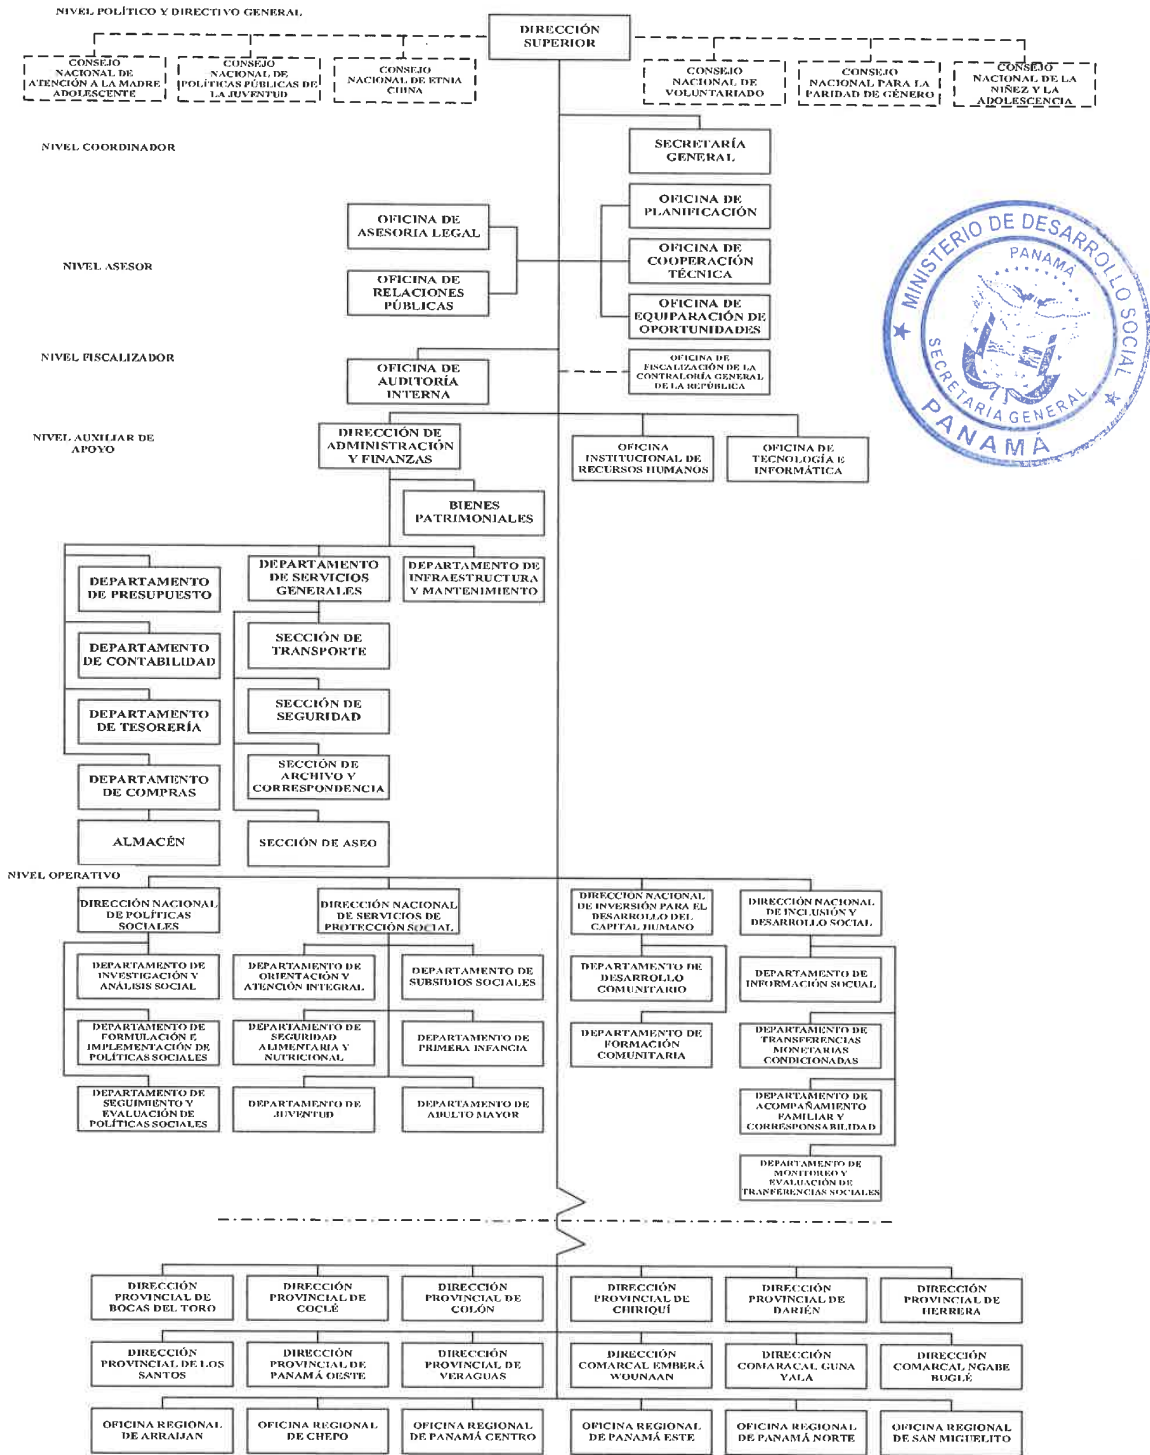 NIVEL POLÍTICO Y DIRECTIVO GENERAL
DIRECCIÓN
SUPERIOR
CONSEJO
NACIONAL DE
ATENCIÓN A LA MADRE
ADOLESCENTE
CONSEJO
NACIONAL DE
POLÍTICAS PÚBLICAS DE
LA JUVENTUD
CONSEJO
NACIONAL DE ETNIA
CHINA
CONSEJO
NACIONAL DE
VOLUNTARIADO
CONSEJO
NACIONAL PARA LA
PARIDAD DE GÉNERO
CONSEJO
NACIONAL DE LA
NIÑEZ Y LA
ADOLESCENCIA
NIVEL COORDINADOR
SECRETARÍA
GENERAL
NIVEL ASESOR
OFICINA DE
ASESORIA LEGAL
OFICINA DE
RELACIONES
PÚBLICAS
OFICINA DE
PLANIFICACIÓN
OFICINA DE
COOPERACIÓN
TÉCNICA
OFICINA DE
EQUIPARACIÓN DE
OPORTUNIDADES
MINISTERIO DE DESARROLLO SOCIAL
PANAMÁ
SECRETARIA GENERAL
PANAMÁ
NIVEL FISCALIZADOR
OFICINA DE
AUDITORÍA
INTERNA
OFICINA DE
FISCALIZACIÓN DE LA
CONTRALORÍA GENERAL
DE LA REPÚBLICA
NIVEL AUXILIAR DE
APOYO
DIRECCIÓN DE
ADMINISTRACIÓN
Y FINANZAS
OFICINA
INSTITUCIONAL DE
RECURSOS HUMANOS
OFICINA DE
TECNOLOGÍA E
INFORMÁTICA
BIENES
PATRIMONIALES
DEPARTAMENTO
DE PRESUPUESTO
DEPARTAMENTO
DE SERVICIOS
GENERALES
DEPARTAMENTO DE
INFRAESTRUCTURA
Y MANTENIMIENTO
DEPARTAMENTO
DE CONTABILIDAD
SECCIÓN DE
TRANSPORTE
DEPARTAMENTO
DE TESORERÍA
SECCIÓN DE
SEGURIDAD
DEPARTAMENTO
DE COMPRAS
SECCIÓN DE
ARCHIVO Y
CORRESPONDENCIA
ALMACÉN
SECCIÓN DE ASEO
NIVEL OPERATIVO
DIRECCIÓN NACIONAL
DE POLÍTICAS
SOCIALES
DIRECCIÓN NACIONAL
DE SERVICIOS DE
PROTECCIÓN SOCIAL
DIRECCIÓN NACIONAL
DE INVERSIÓN PARA EL
DESARROLLO DEL
CAPITAL HUMANO
DIRECCIÓN NACIONAL
DE INCLUSIÓN Y
DESARROLLO SOCIAL
DEPARTAMENTO DE
INVESTIGACIÓN Y
ANÁLISIS SOCIAL
DEPARTAMENTO DE
ORIENTACIÓN Y
ATENCIÓN INTEGRAL
DEPARTAMENTO DE
SUBSIDIOS SOCIALES
DEPARTAMENTO DE
DESARROLLO
COMUNITARIO
DEPARTAMENTO DE
INFORMACIÓN SOCUAL
DEPARTAMENTO DE
FORMULACIÓN E
IMPLEMENTACIÓN DE
POLÍTICAS SOCIALES
DEPARTAMENTO DE
SEGURIDAD
ALIMENTARIA Y
NUTRICIONAL
DEPARTAMENTO DE
PRIMERA INFANCIA
DEPARTAMENTO DE
FORMACIÓN
COMUNITARIA
DEPARTAMENTO DE
TRANSFERENCIAS
MONETARIAS
CONDICIONADAS
DEPARTAMENTO DE
SEGUIMIENTO Y
EVALUACIÓN DE
POLÍTICAS SOCIALES
DEPARTAMENTO DE
JUVENTUD
DEPARTAMENTO DE
ADULTO MAYOR
DEPARTAMENTO DE
ACOMPAÑAMIENTO
FAMILIAR Y
CORRESPONSABILIDAD
DEPARTAMENTO DE
MONITOREO Y
EVALUACIÓN DE
TRANFERENCIAS SOCIALES
DIRECCIÓN
PROVINCIAL DE
BOCAS DEL TORO
DIRECCIÓN
PROVINCIAL DE
COCLÉ
DIRECCIÓN
PROVINCIAL DE
COLÓN
DIRECCIÓN
PROVINCIAL DE
CHIRIQUÍ
DIRECCIÓN
PROVINCIAL DE
DARIÉN
DIRECCIÓN
PROVINCIAL DE
HERRERA
DIRECCIÓN
PROVINCIAL DE LOS
SANTOS
DIRECCIÓN
PROVINCIAL DE
PANAMÁ OESTE
DIRECCIÓN
PROVINCIAL DE
VERAGUAS
DIRECCIÓN
COMARCAL EMBERÁ
WOUNAAN
DIRECCIÓN
COMARACAL GUNA
YALA
DIRECCIÓN
COMARCAL NGABE
BUGLÉ
OFICINA REGIONAL
DE ARRAIJAN
OFICINA REGIONAL
DE CHEPO
OFICINA REGIONAL
DE PANAMÁ CENTRO
OFICINA REGIONAL
DE PANAMÁ ESTE
OFICINA REGIONAL
DE PANAMÁ NORTE
OFICINA REGIONAL
DE SAN MIGUELITO